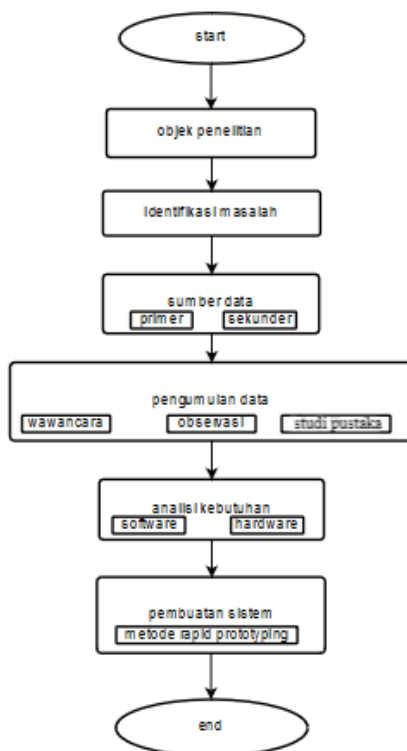 start
objek penelitian
identifikasi masalah
sumber data
primer sekunder
pengumulan data
wawancara observasi studi pustaka
analisi kebutuhan
software hardware
pembuatan sistem
metode rapid prototyping
end